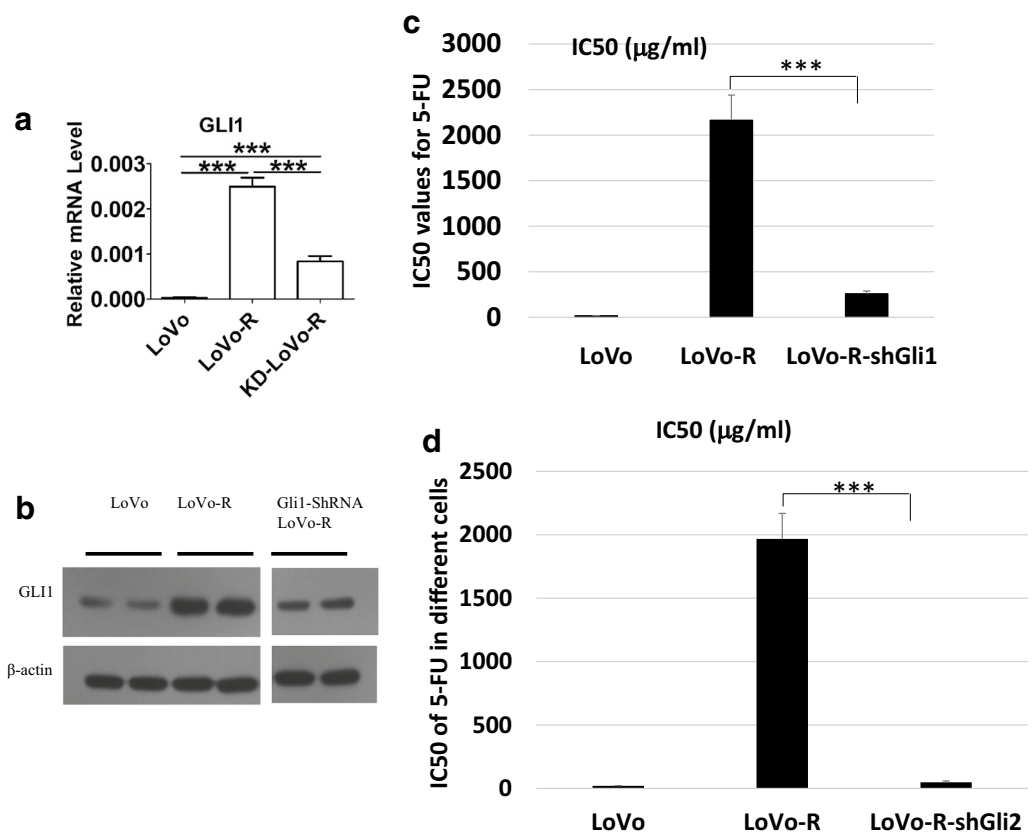 a
GLI1
***
*** ***
Relative mRNA Level
0.003
0.002
0.001
0.000
LoVo
LoVo-R
KD-LoVo-R
b
LoVo LoVo-R Gli1-ShRNA
LoVo-R
GLI1
β-actin
c
IC50 (µg/ml)
***
IC50 values for 5-FU
3000
2500
2000
1500
1000
500
0
LoVo LoVo-R LoVo-R-shGli1
d
IC50 (µg/ml)
***
IC50 of 5-FU in different cells
2500
2000
1500
1000
500
0
LoVo LoVo-R LoVo-R-shGli2